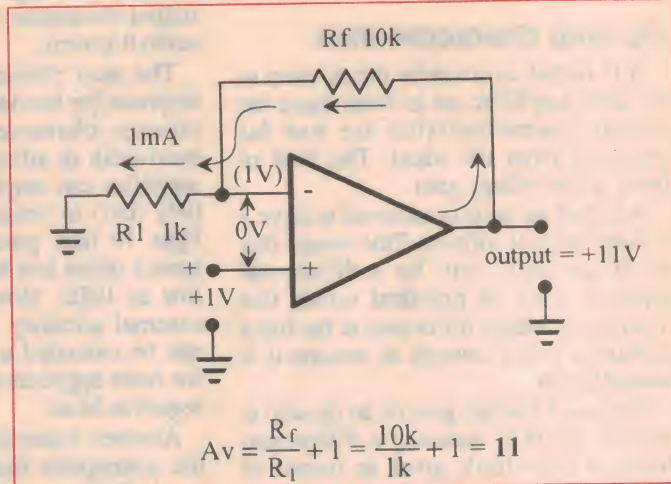 Rf 10k
1mA
(1V)
-
R1 1k
0V
+
+
+1V
output = +11V
Av = Rf/R1 + 1 = 10k/1k + 1 = 11